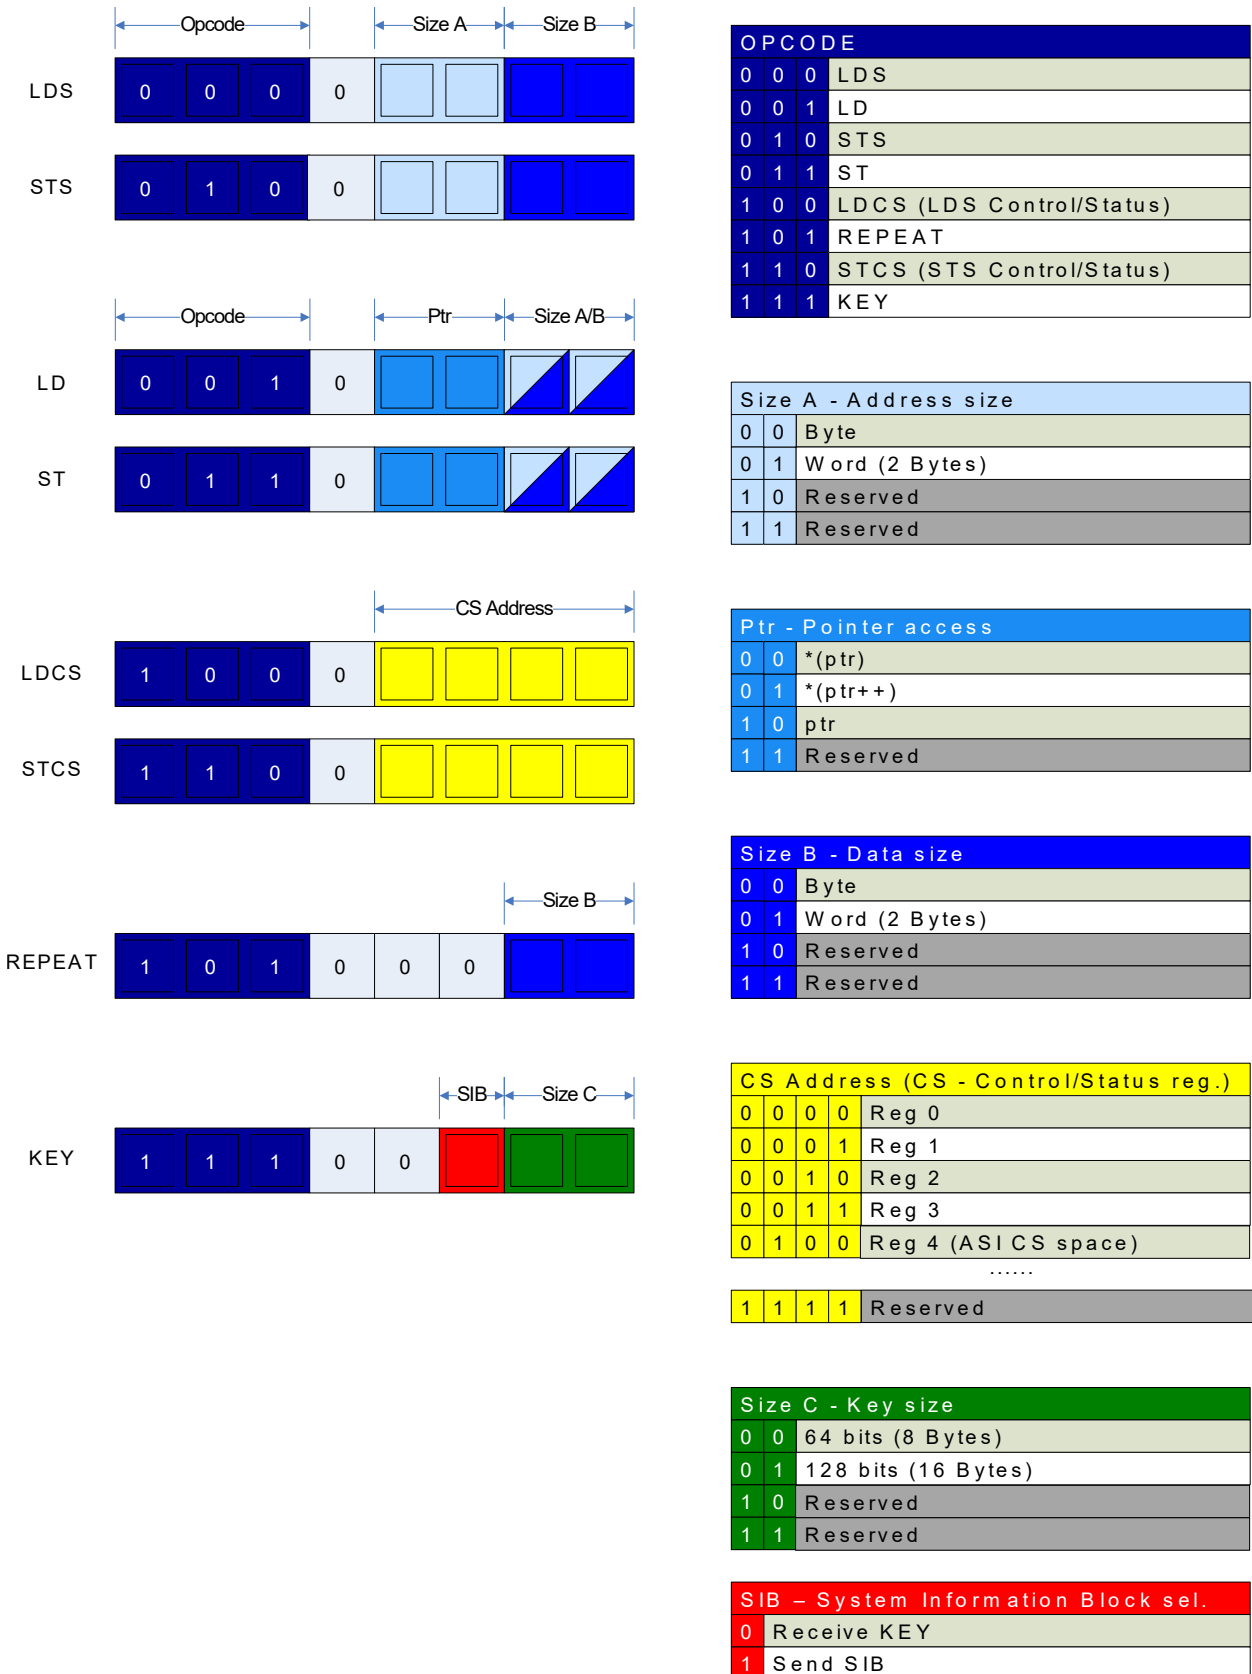 Opcode Size A Size B
LDS 0 0 0 0
STS 0 1 0 0
Opcode Ptr Size A/B
LD 0 0 1 0
ST 0 1 1 0
CS Address
LDCS 1 0 0 0
STCS 1 1 0 0
Size B
REPEAT 1 0 1 0 0 0
SIB Size C
KEY 1 1 1 0 0
OPCODE
0 0 0 LDS
0 0 1 LD
0 1 0 STS
0 1 1 ST
1 0 0 LDCS (LDS Control/Status)
1 0 1 REPEAT
1 1 0 STCS (STS Control/Status)
1 1 1 KEY
Size A - Address size
0 0 Byte
0 1 Word (2 Bytes)
1 0 Reserved
1 1 Reserved
Ptr - Pointer access
0 0 *(ptr)
0 1 *(ptr++)
1 0 ptr
1 1 Reserved
Size B - Data size
0 0 Byte
0 1 Word (2 Bytes)
1 0 Reserved
1 1 Reserved
CS Address (CS - Control/Status reg.)
0 0 0 0 Reg 0
0 0 0 1 Reg 1
0 0 1 0 Reg 2
0 0 1 1 Reg 3
0 1 0 0 Reg 4 (ASI CS space)
......
1 1 1 1 Reserved
Size C - Key size
0 0 64 bits (8 Bytes)
0 1 128 bits (16 Bytes)
1 0 Reserved
1 1 Reserved
SIB – System Information Block sel.
0 Receive KEY
1 Send SIB